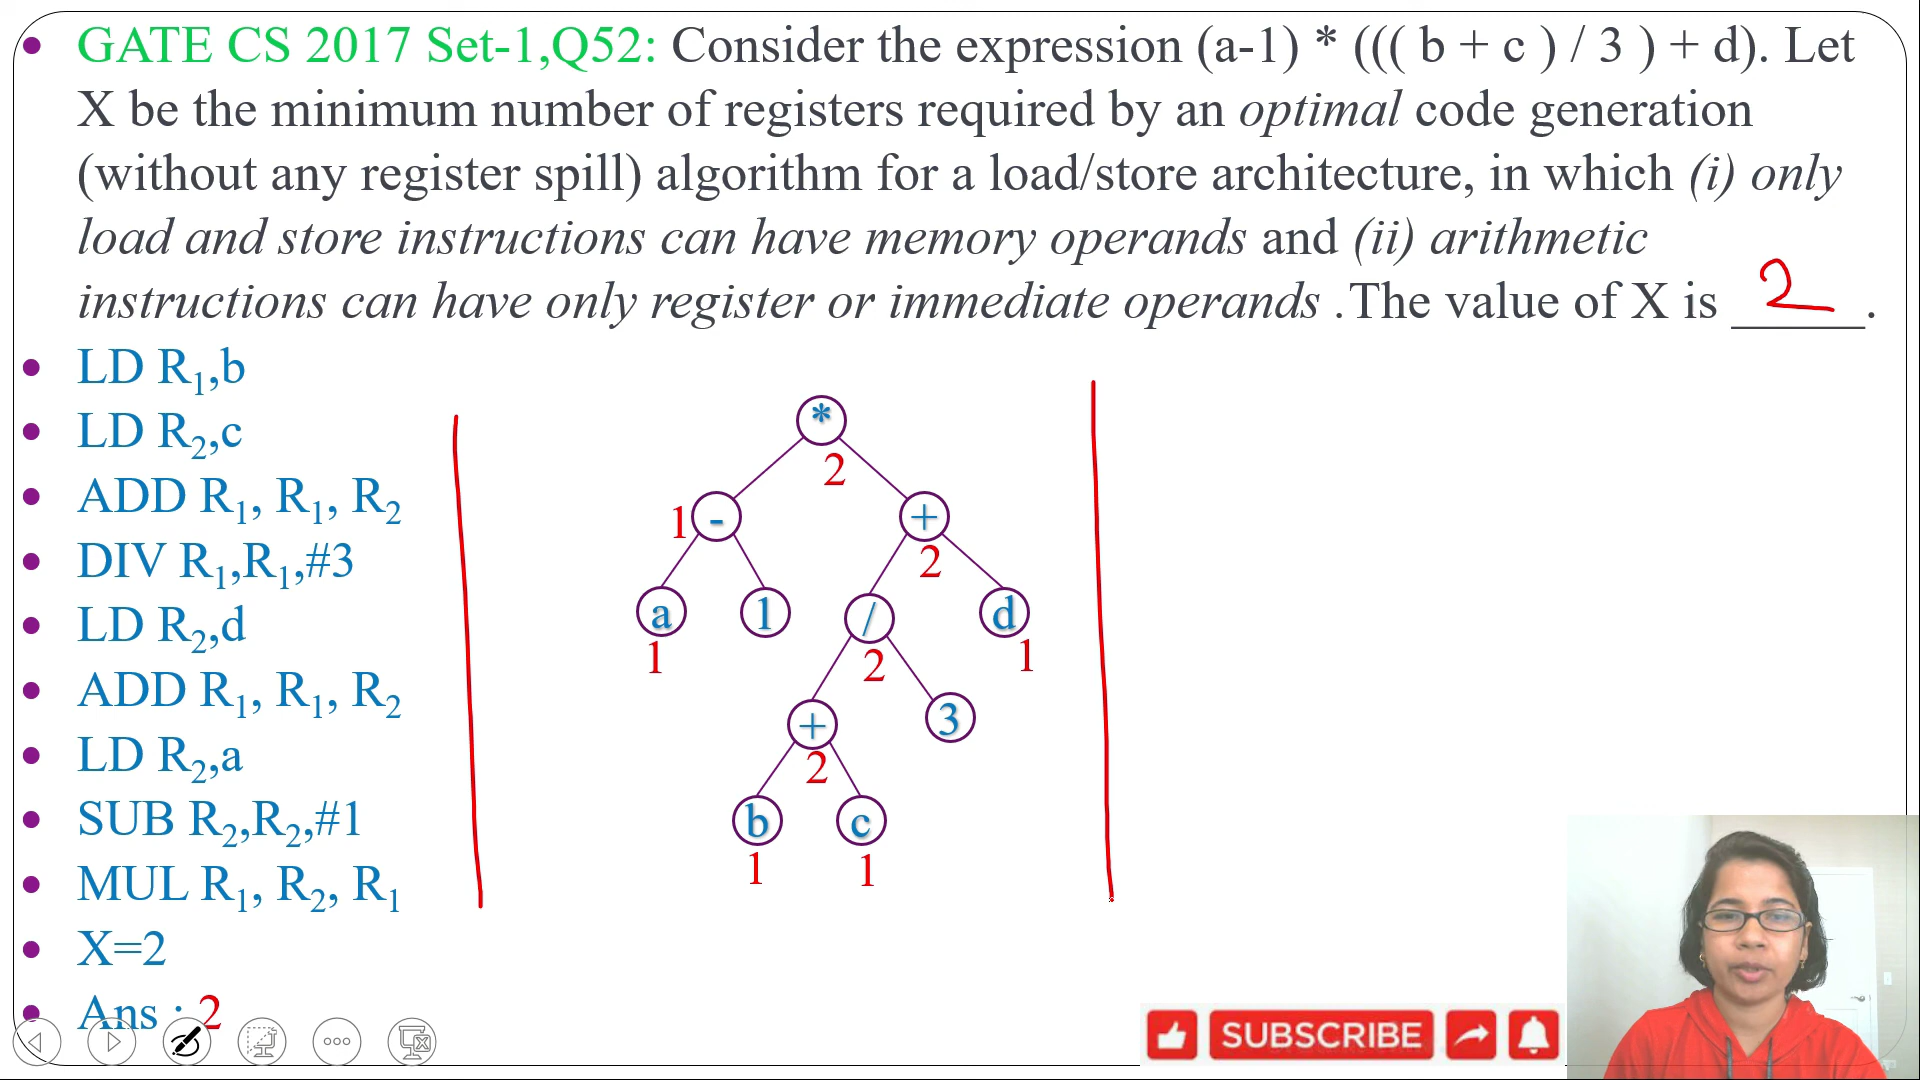 GATE CS 2017 Set-1,Q52: Consider the expression (a-1) * ((( b + c ) / 3 ) + d). Let
X be the minimum number of registers required by an optimal code generation
(without any register spill) algorithm for a load/store architecture, in which (i) only
load and store instructions can have memory operands and (ii) arithmetic
instructions can have only register or immediate operands .The value of X is 2.
LD R1,b
LD R2,c
ADD R1, R1, R2
DIV R1,R1,#3
LD R2,d
ADD R1, R1, R2
LD R2,a
SUB R2,R2,#1
MUL R1, R2, R1
X=2
Ans : 2
*
2
1 - +
2
a 1 / d
1 2 1
+ 3
2
b c
1 1
SUBSCRIBE